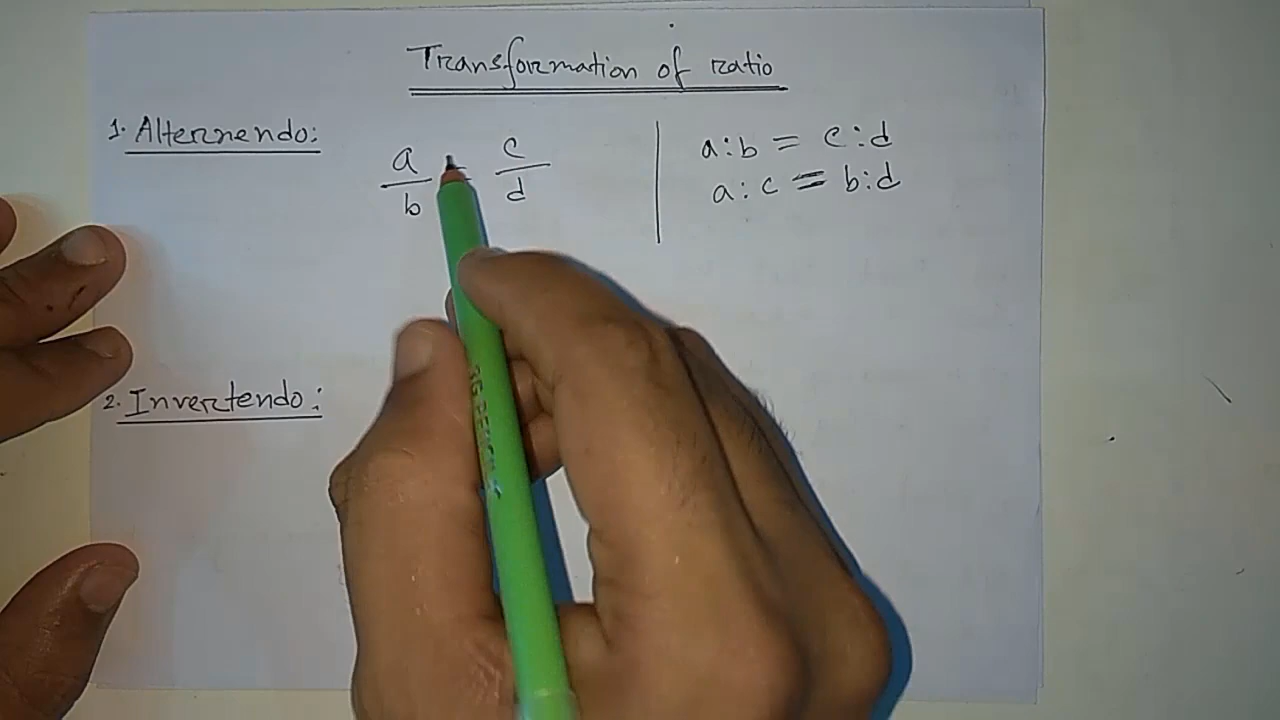 Transformation of ratio
1. Alternendo:
a/b = c/d
a:b = c:d
a:c = b:d
2. Invertendo: